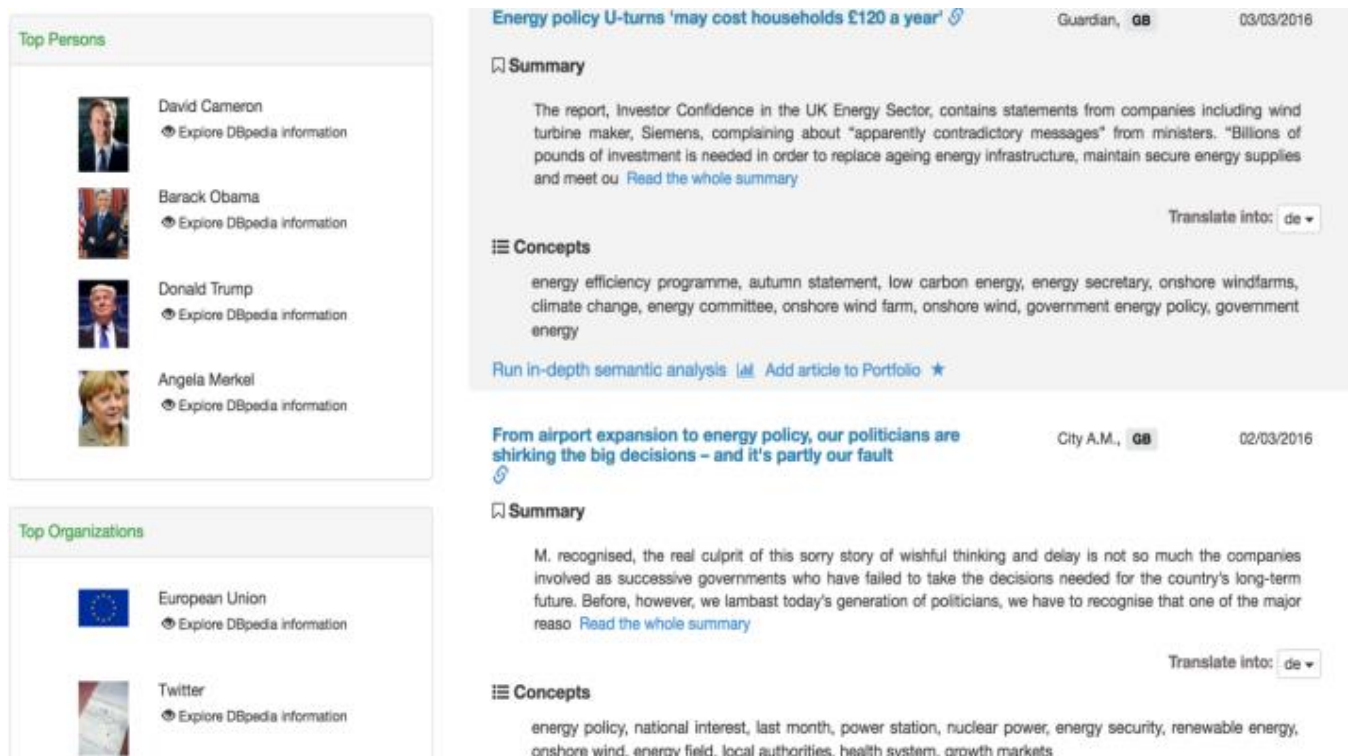 Top Persons
David Cameron
Explore DBpedia information
Barack Obama
Explore DBpedia information
Donald Trump
Explore DBpedia information
Angela Merkel
Explore DBpedia information
Top Organizations
European Union
Explore DBpedia information
Twitter
Explore DBpedia information
Energy policy U-turns 'may cost households £120 a year'
Guardian, GB 03/03/2016
Summary
The report, Investor Confidence in the UK Energy Sector, contains statements from companies including wind
turbine maker, Siemens, complaining about "apparently contradictory messages" from ministers. "Billions of
pounds of investment is needed in order to replace ageing energy infrastructure, maintain secure energy supplies
and meet ou Read the whole summary
Translate into: de
Concepts
energy efficiency programme, autumn statement, low carbon energy, energy secretary, onshore windfarms,
climate change, energy committee, onshore wind farm, onshore wind, government energy policy, government
energy
Run in-depth semantic analysis Add article to Portfolio
From airport expansion to energy policy, our politicians are
shirking the big decisions – and it's partly our fault
City A.M., GB 02/03/2016
Summary
M. recognised, the real culprit of this sorry story of wishful thinking and delay is not so much the companies
involved as successive governments who have failed to take the decisions needed for the country's long-term
future. Before, however, we lambast today's generation of politicians, we have to recognise that one of the major
reaso Read the whole summary
Translate into: de
Concepts
energy policy, national interest, last month, power station, nuclear power, energy security, renewable energy,
onshore wind, energy field, local authorities, health system, growth markets